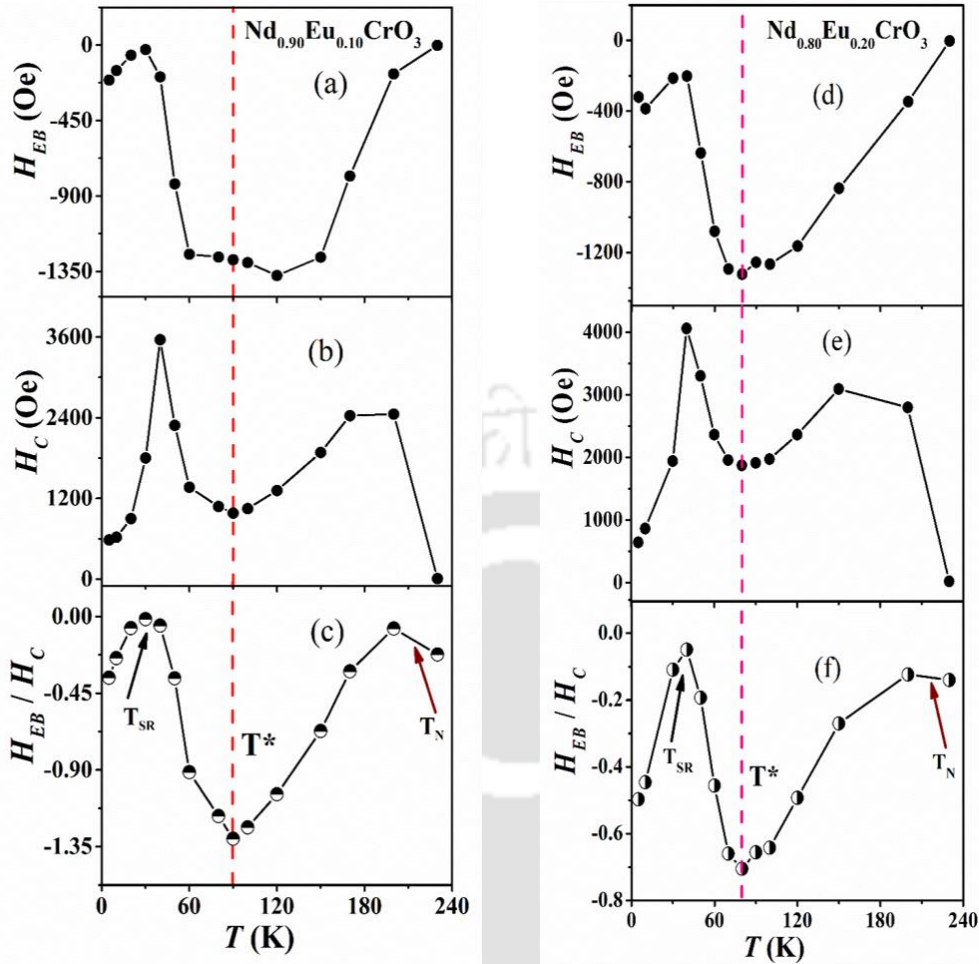 Nd0.90Eu0.10CrO3
(a)
HEB (Oe)
0
-450
-900
-1350
(b)
HC (Oe)
3600
2400
1200
0
(c)
HEB / HC
0.00
-0.45
-0.90
-1.35
TSR
T*
TN
0 60 120 180 240
T (K)
Nd0.80Eu0.20CrO3
(d)
HEB (Oe)
0
-400
-800
-1200
(e)
HC (Oe)
4000
3000
2000
1000
0
(f)
HEB / HC
0.0
-0.2
-0.4
-0.6
-0.8
TSR
T*
TN
0 60 120 180 240
T (K)